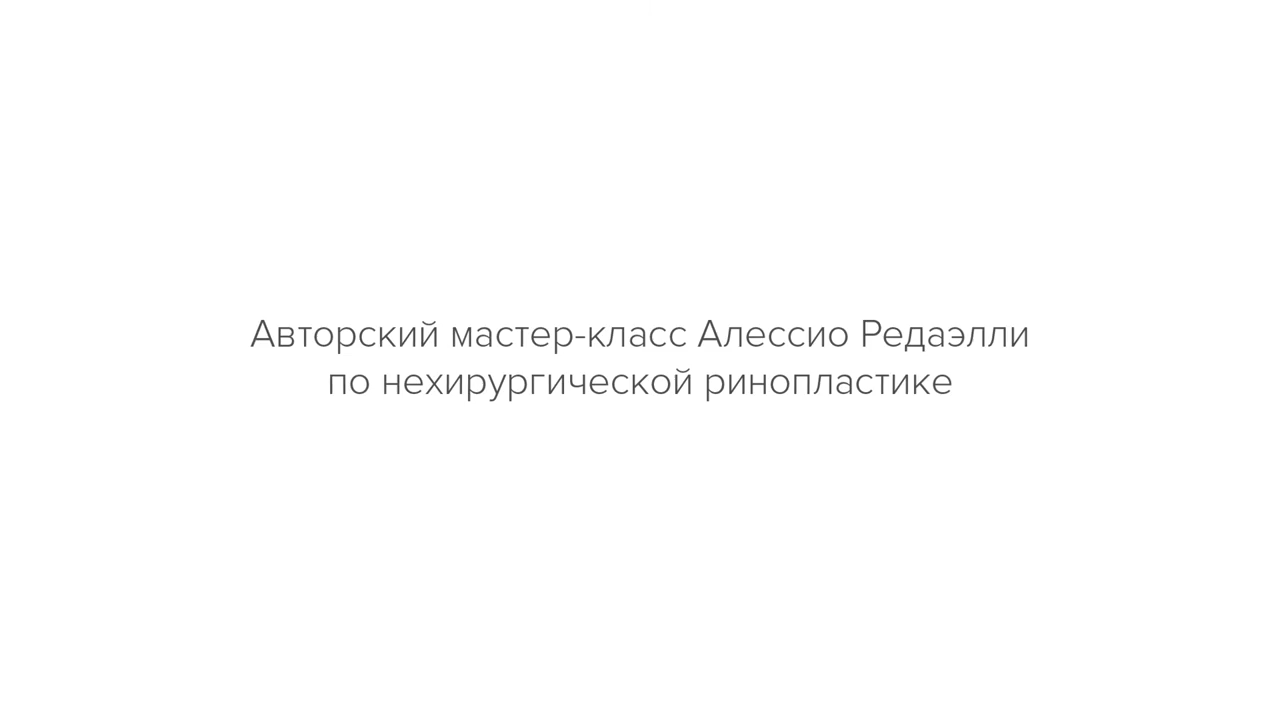 Авторский мастер-класс Алессио Редаэлли
по нехирургической ринопластике